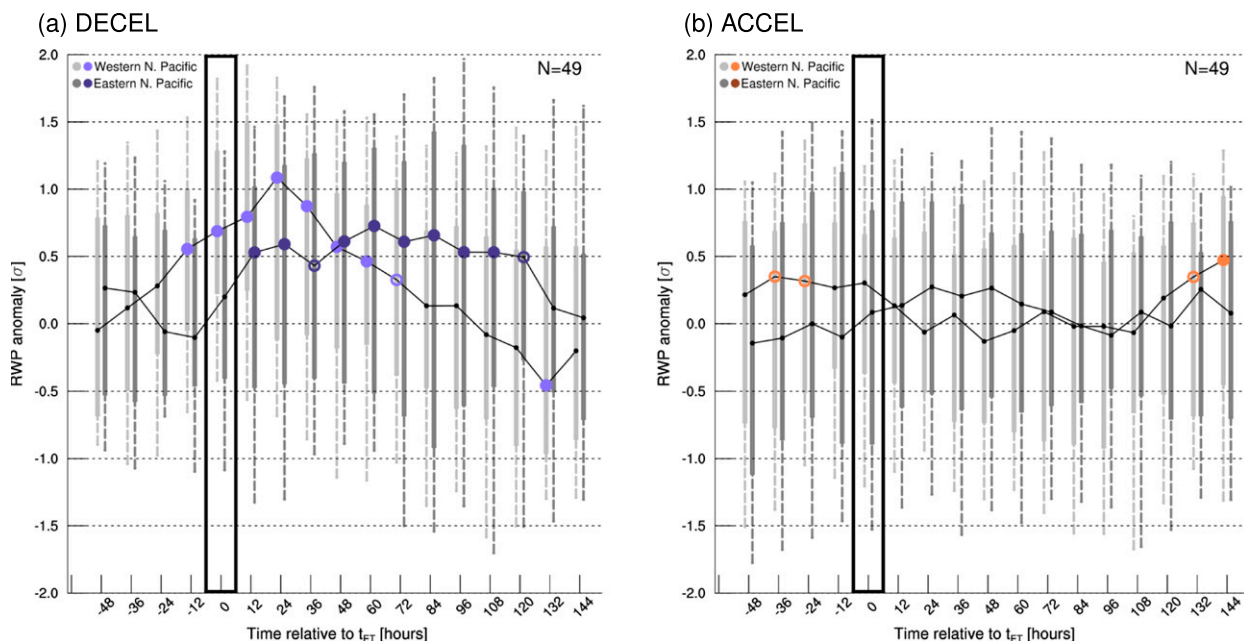 (a) DECEL
2.0
1.5
1.0
0.5
0.0
-0.5
-1.0
-1.5
-2.0
RWP anomaly [σ]
Western N. Pacific
Eastern N. Pacific
N=49
-48 -36 -24 -12 0 12 24 36 48 60 72 84 96 108 120 132 144
Time relative to tET [hours]
(b) ACCEL
2.0
1.5
1.0
0.5
0.0
-0.5
-1.0
-1.5
-2.0
RWP anomaly [σ]
Western N. Pacific
Eastern N. Pacific
N=49
-48 -36 -24 -12 0 12 24 36 48 60 72 84 96 108 120 132 144
Time relative to tET [hours]